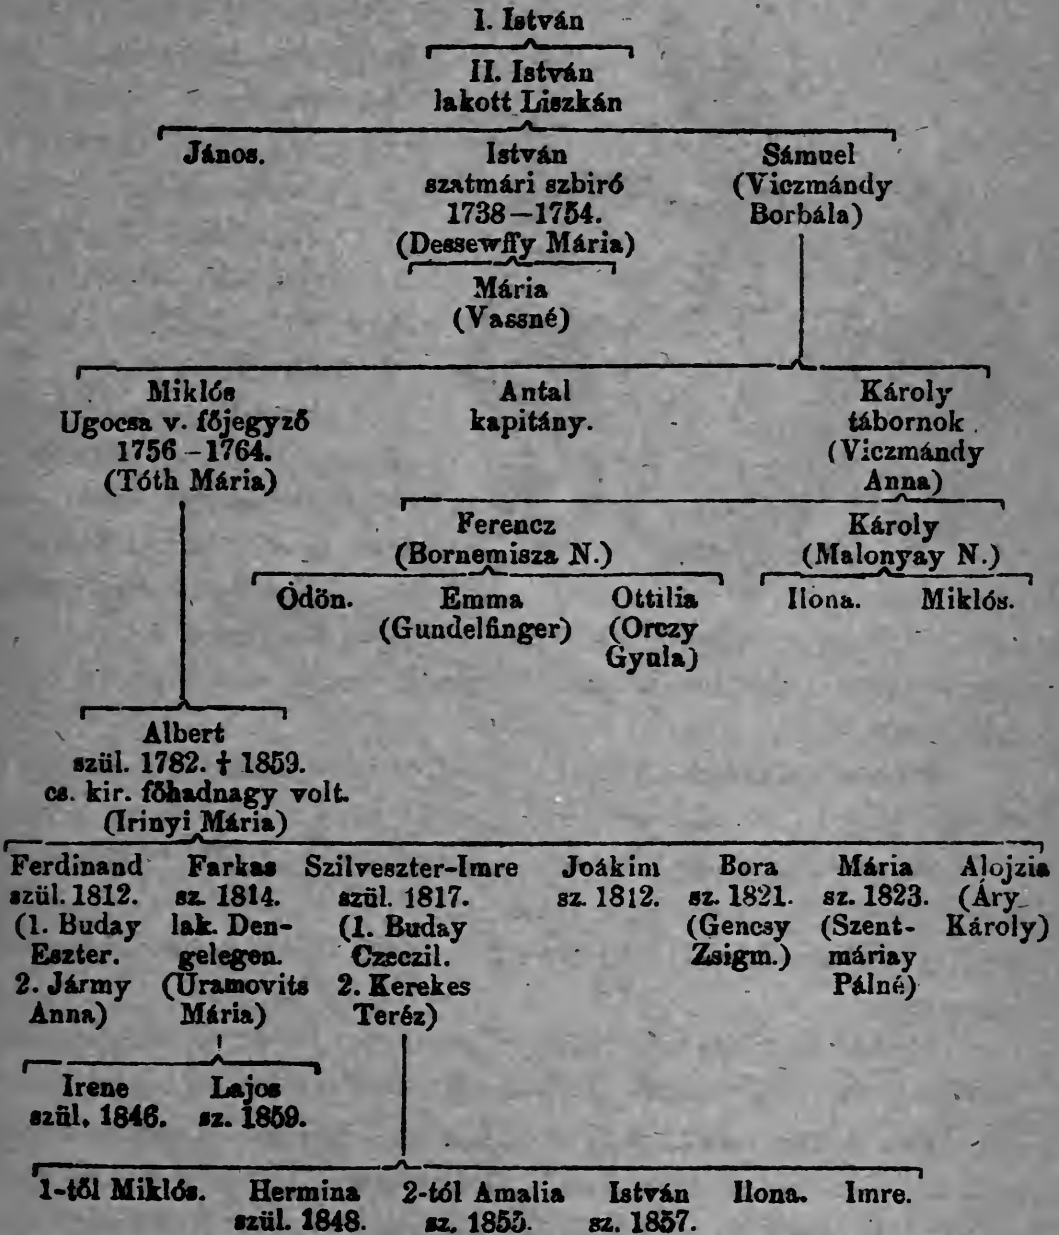 I. István
II. István
lakott Liszkán
János. István Sámuel
szatmári szbiró (Viczmándy
1738–1754. Borbála)
(Dessewffy Mária)
Mária
(Vassné)
Miklós Antal Károly
Ugocsa v. főjegyző kapitány. tábornok
1756–1764. (Viczmándy
(Tóth Mária) Anna)
Ferencz Károly
(Bornemisza N.) (Malonyay N.)
Ödön. Emma Ottilia Ilona. Miklós.
(Gundelfinger) (Orczy
Gyula)
Albert
szül. 1782. † 1859.
cs. kir. főhadnagy volt.
(Irinyi Mária)
Ferdinand Farkas Szilveszter-Imre Joákim Bora Mária Alojzia
szül. 1812. sz. 1814. szül. 1817. sz. 1812. sz. 1821. sz. 1823. (Áry
(1. Buday lak. Den- (1. Buday (Gencsy (Szent- Károly)
Eszter. gelegen. Czeczil. Zsigm.) máriay
2. Jármy (Uramovits 2. Kerekes Pálné)
Anna) Mária) Teréz)
Irene Lajos
szül. 1846. sz. 1859.
1-től Miklós. Hermina 2-tól Amalia István Ilona. Imre.
szül. 1848. sz. 1855. sz. 1857.